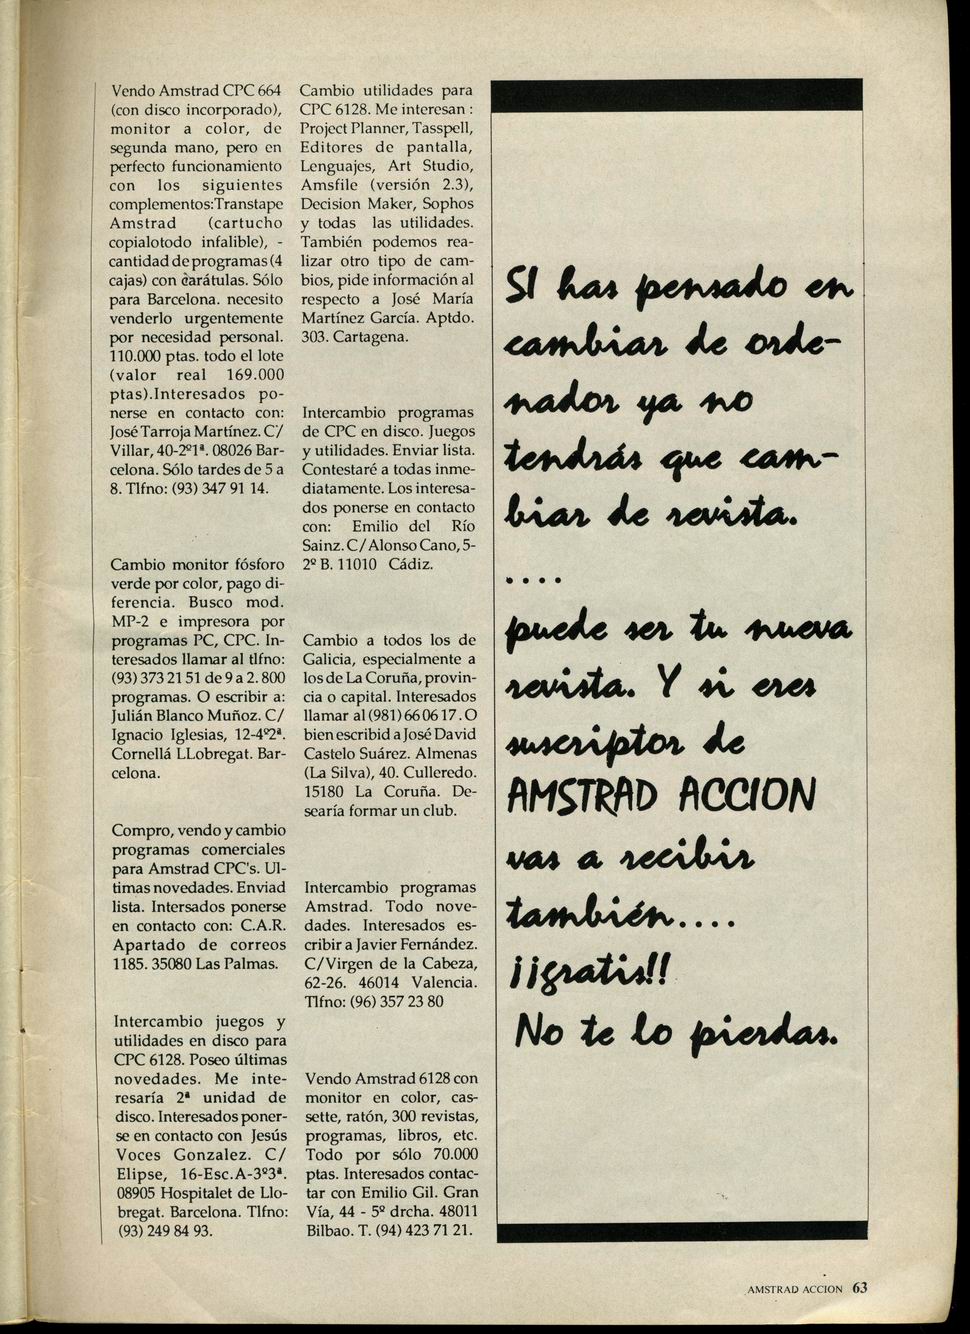 Vendo Amstrad CPC 664
(con disco incorporado),
monitor a color, de
segunda mano, pero en
perfecto funcionamiento
con los siguientes
complementos:Transtape
Amstrad (cartucho
copialotodo infalible), -
cantidad de programas (4
cajas) con carátulas. Sólo
para Barcelona. necesito
venderlo urgentemente
por necesidad personal.
110.000 ptas. todo el lote
(valor real 169.000
ptas).Interesados po-
nerse en contacto con:
José Tarroja Martínez. C/
Villar, 40-2º1ª. 08026 Bar-
celona. Sólo tardes de 5 a
8. Tlfno: (93) 347 91 14.

Cambio monitor fósforo
verde por color, pago di-
ferencia. Busco mod.
MP-2 e impresora por
programas PC, CPC. In-
teresados llamar al tlfno:
(93) 373 21 51 de 9 a 2. 800
programas. O escribir a:
Julián Blanco Muñoz. C/
Ignacio Iglesias, 12-4º2ª.
Cornellá LLobregat. Bar-
celona.

Compro, vendo y cambio
programas comerciales
para Amstrad CPC's. Ul-
timas novedades. Enviad
lista. Intersados ponerse
en contacto con: C.A.R.
Apartado de correos
1185. 35080 Las Palmas.

Intercambio juegos y
utilidades en disco para
CPC 6128. Poseo últimas
novedades. Me inte-
resaría 2ª unidad de
disco. Interesados poner-
se en contacto con Jesús
Voces Gonzalez. C/
Elipse, 16-Esc.A-3º3ª.
08905 Hospitalet de Llo-
bregat. Barcelona. Tlfno:
(93) 249 84 93.

Cambio utilidades para
CPC 6128. Me interesan :
Project Planner, Tasspell,
Editores de pantalla,
Lenguajes, Art Studio,
Amsfile (versión 2.3),
Decision Maker, Sophos
y todas las utilidades.
También podemos rea-
lizar otro tipo de cam-
bios, pide información al
respecto a José María
Martínez García. Aptdo.
303. Cartagena.

Intercambio programas
de CPC en disco. Juegos
y utilidades. Enviar lista.
Contestaré a todas inme-
diatamente. Los interesa-
dos ponerse en contacto
con: Emilio del Río
Sainz. C/ Alonso Cano, 5-
2º B. 11010 Cádiz.

Cambio a todos los de
Galicia, especialmente a
los de La Coruña, provin-
cia o capital. Interesados
llamar al (981) 66 06 17. O
bien escribid a José David
Castelo Suárez. Almenas
(La Silva), 40. Culleredo.
15180 La Coruña. De-
searía formar un club.

Intercambio programas
Amstrad. Todo nove-
dades. Interesados es-
cribir a Javier Fernández.
C/Virgen de la Cabeza,
62-26. 46014 Valencia.
Tlfno: (96) 357 23 80

Vendo Amstrad 6128 con
monitor en color, cas-
sette, ratón, 300 revistas,
programas, libros, etc.
Todo por sólo 70.000
ptas. Interesados contac-
tar con Emilio Gil. Gran
Vía, 44 - 5º drcha. 48011
Bilbao. T. (94) 423 71 21.

SI has pensado en
cambiar de orde-
nador ya no
tendrás que cam-
biar de revista.
....
puede ser tu nueva
revista. Y si eres
suscriptor de
AMSTRAD ACCION
vas a recibir
también....
¡¡gratis!!
No te lo pierdas.

AMSTRAD ACCION 63